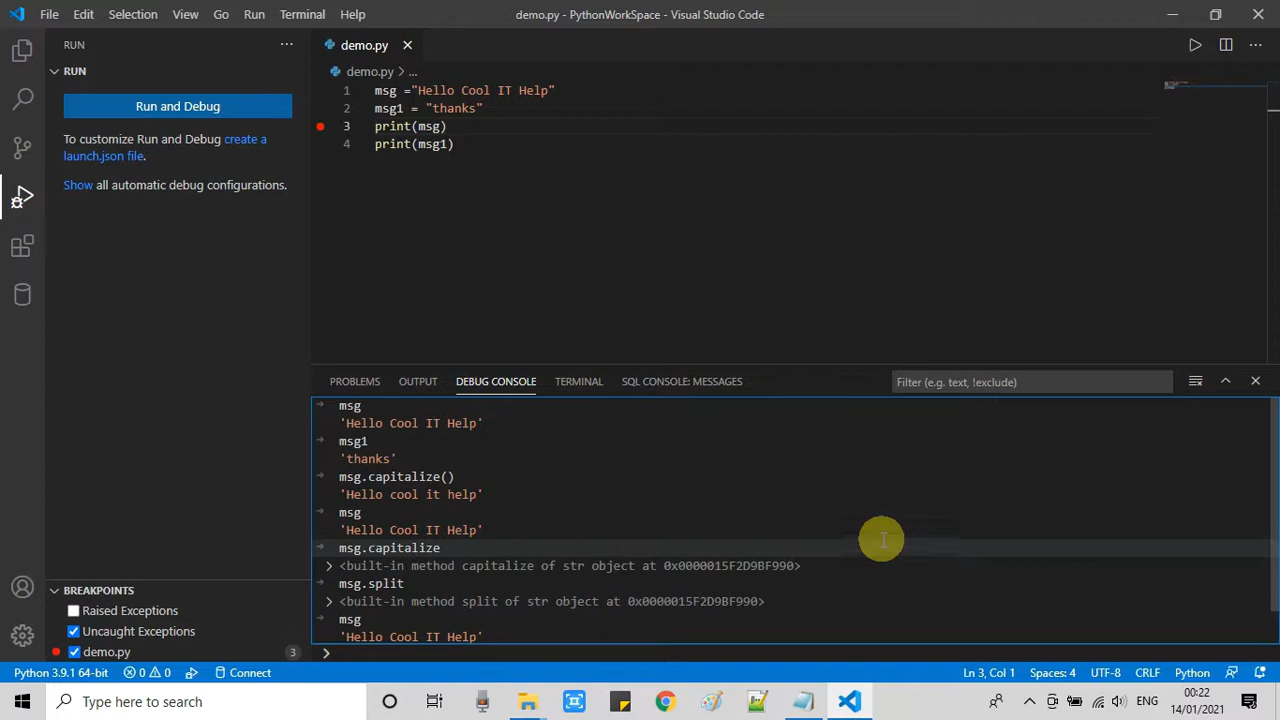 File Edit Selection View Go Run Terminal Help
demo.py - PythonWorkSpace - Visual Studio Code
RUN
demo.py
RUN
demo.py > ...
Run and Debug
To customize Run and Debug create a
launch.json file.
Show all automatic debug configurations.
1 msg ="Hello Cool IT Help"
2 msg1 = "thanks"
3 print(msg)
4 print(msg1)
PROBLEMS OUTPUT DEBUG CONSOLE TERMINAL SQL CONSOLE: MESSAGES
Filter (e.g. text, !exclude)
msg
'Hello Cool IT Help'
msg1
'thanks'
msg.capitalize()
'Hello cool it help'
msg
'Hello Cool IT Help'
msg.capitalize
<built-in method capitalize of str object at 0x0000015F2D9BF990>
msg.split
<built-in method split of str object at 0x0000015F2D9BF990>
msg
'Hello Cool IT Help'
BREAKPOINTS
Raised Exceptions
Uncaught Exceptions
demo.py 3
Python 3.9.1 64-bit 0 0 Connect
Ln 3, Col 1 Spaces: 4 UTF-8 CRLF Python
Type here to search
ENG
00:22
14/01/2021